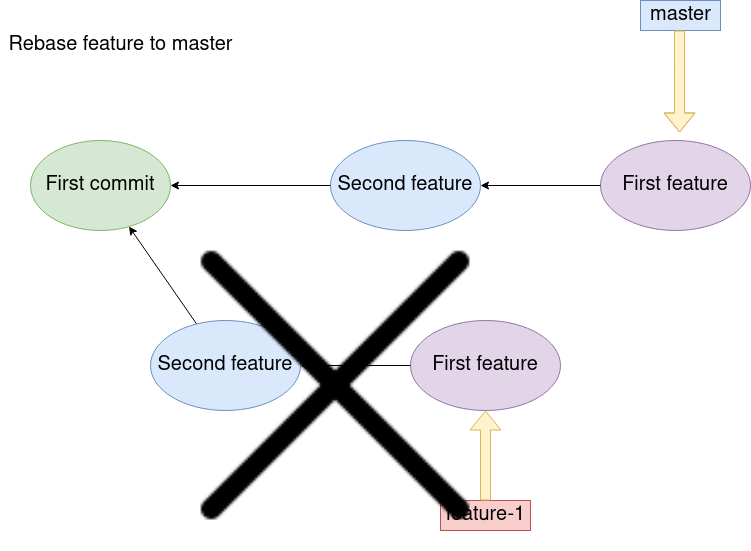 master
Rebase feature to master
First commit
Second feature
First feature
Second feature
First feature
feature-1